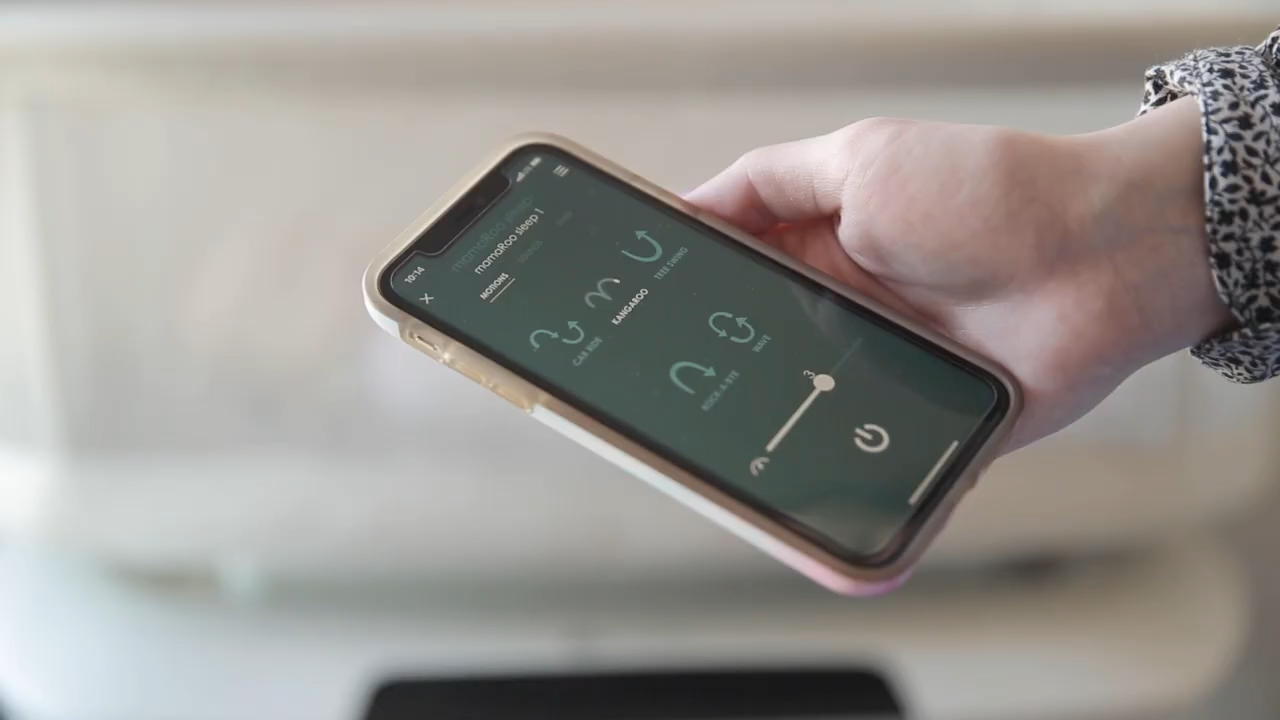 10:14
mamaRoo sleep
mamaRoo sleep 1
MOTIONS
CAR RIDE
KANGAROO
TREE SWING
ROCK-A-BYE
WAVE
3